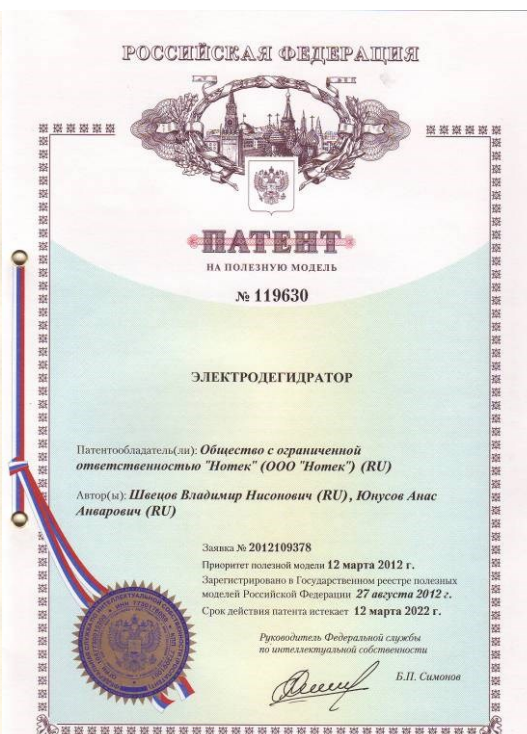 РОССИЙСКАЯ ФЕДЕРАЦИЯ
ПАТЕНТ
НА ПОЛЕЗНУЮ МОДЕЛЬ
№ 119630
ЭЛЕКТРОДЕГИДРАТОР
Патентообладатель(ли): Общество с ограниченной
ответственностью "Нотек" (ООО "Нотек") (RU)
Автор(ы): Швецов Владимир Нисонович (RU), Юнусов Анас
Анварович (RU)
Заявка № 2012109378
Приоритет полезной модели 12 марта 2012 г.
Зарегистрировано в Государственном реестре полезных
моделей Российской Федерации 27 августа 2012 г.
Срок действия патента истекает 12 марта 2022 г.
Руководитель Федеральной службы
по интеллектуальной собственности
Б.П. Симонов